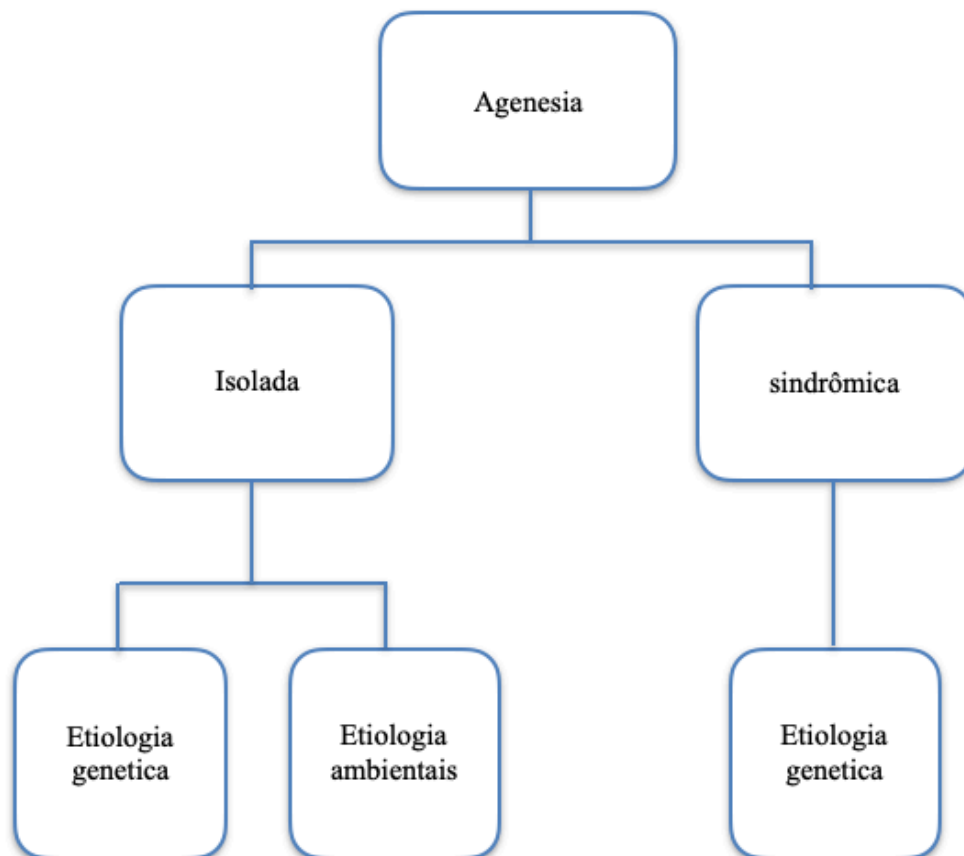 Agenesia
Isolada
sindrômica
Etiologia
genetica
Etiologia
ambientais
Etiologia
genetica